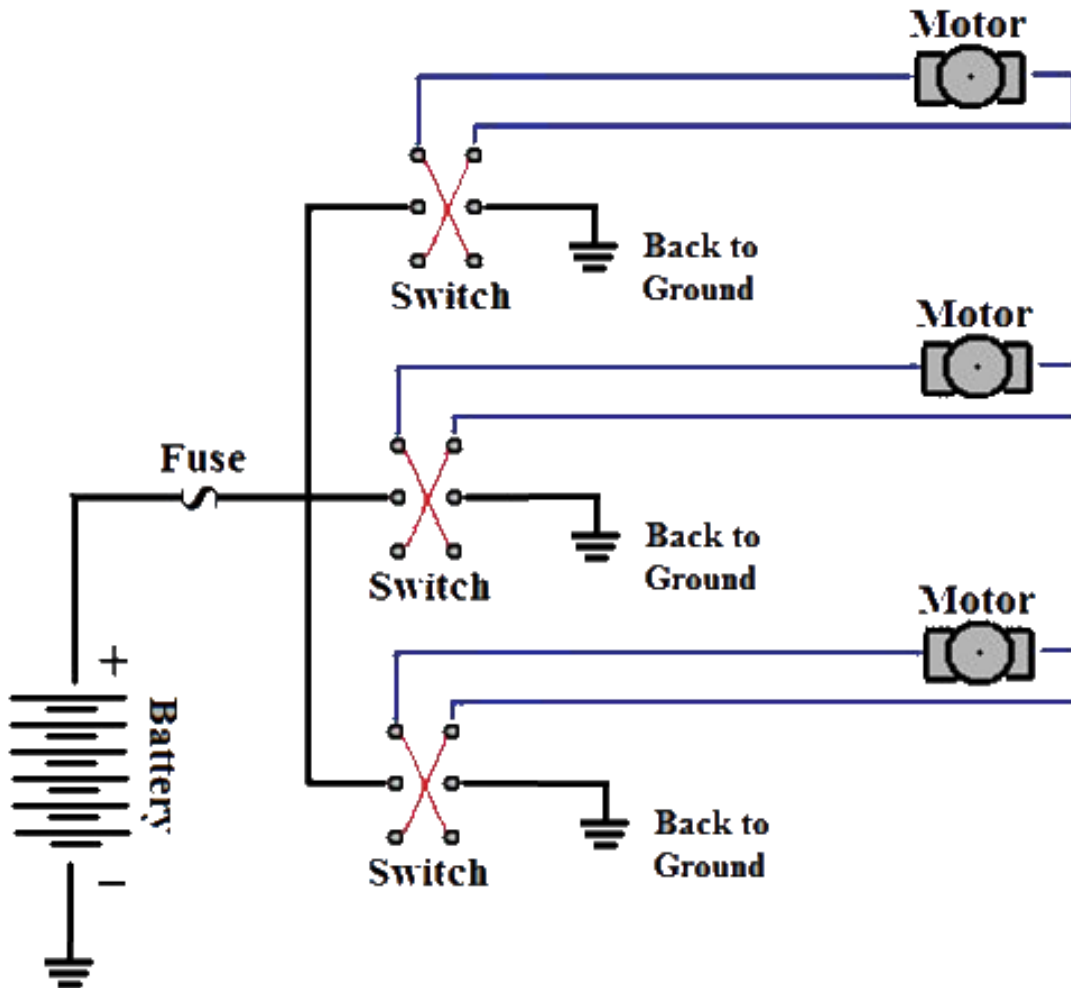 Motor
Back to
Ground
Switch
Motor
Fuse
Back to
Ground
Switch
Motor
+
Battery
Back to
Ground
Switch
−